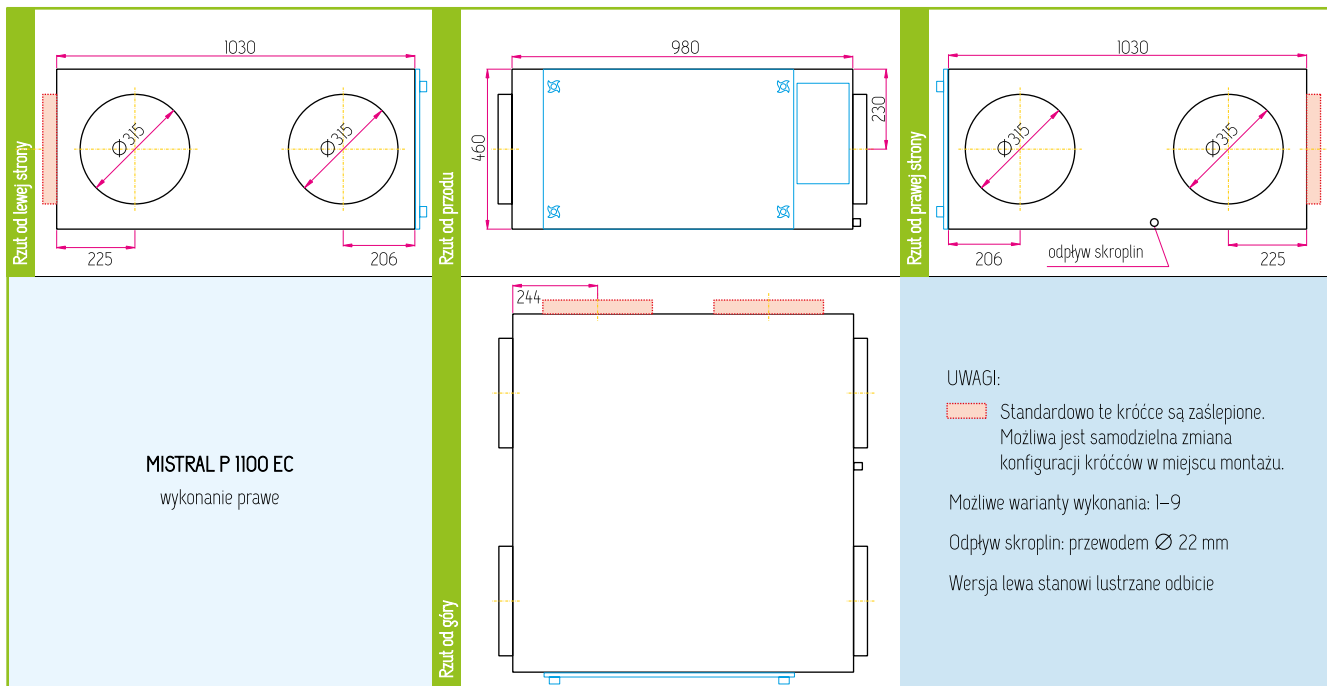 Rzut od lewej strony
1030
Ø315
Ø315
225
206
Rzut od przodu
980
460
230
Rzut od prawej strony
1030
Ø315
Ø315
206
odpływ skroplin
225
MISTRAL P 1100 EC
wykonanie prawe
Rzut od góry
244
UWAGI:
Standardowo te króćce są zaślepione.
Możliwa jest samodzielna zmiana
konfiguracji króćców w miejscu montażu.
Możliwe warianty wykonania: 1–9
Odpływ skroplin: przewodem Ø 22 mm
Wersja lewa stanowi lustrzane odbicie